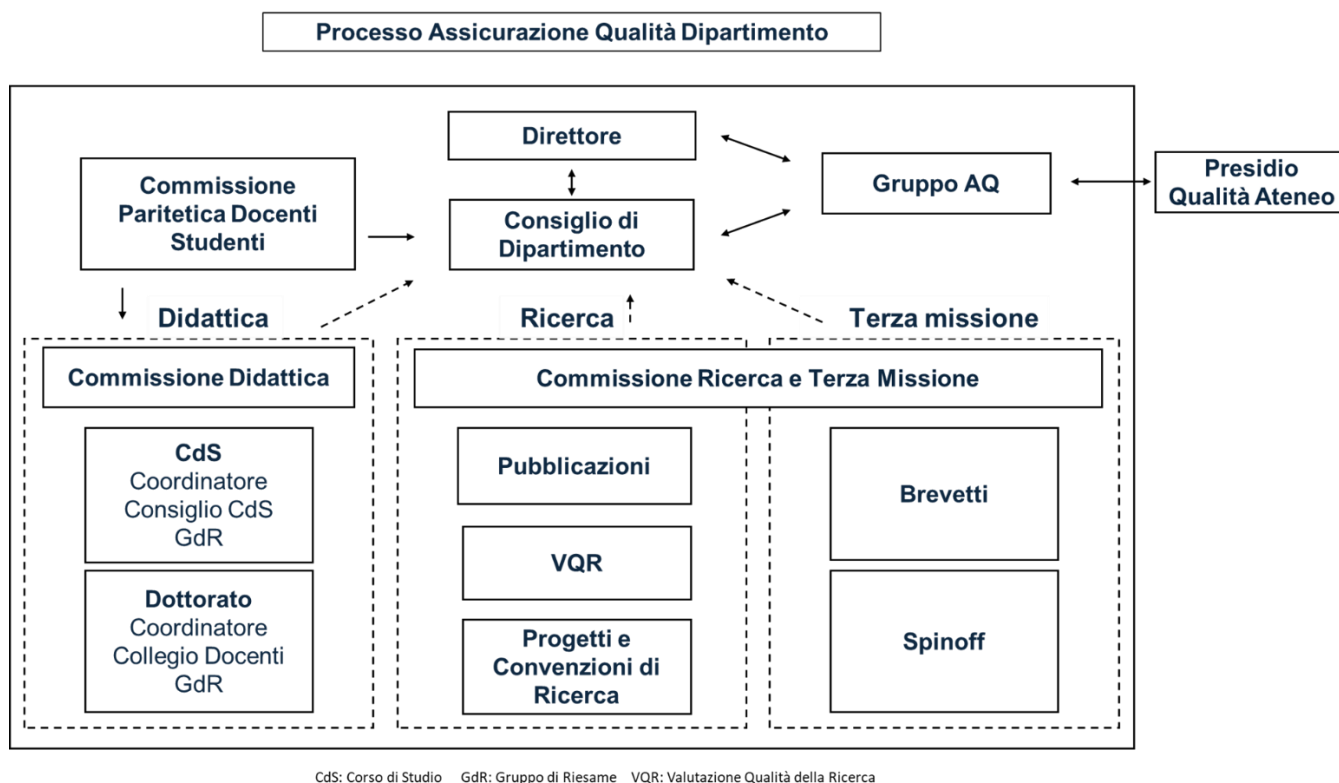 Processo Assicurazione Qualità Dipartimento
Direttore
Commissione
Paritetica Docenti
Studenti
Gruppo AQ
Presidio
Qualità Ateneo
Consiglio di
Dipartimento
Didattica
Ricerca
Terza missione
Commissione Didattica
Commissione Ricerca e Terza Missione
CdS
Coordinatore
Consiglio CdS
GdR
Dottorato
Coordinatore
Collegio Docenti
GdR
Pubblicazioni
VQR
Progetti e
Convenzioni di
Ricerca
Brevetti
Spinoff
CdS: Corso di Studio GdR: Gruppo di Riesame VQR: Valutazione Qualità della Ricerca